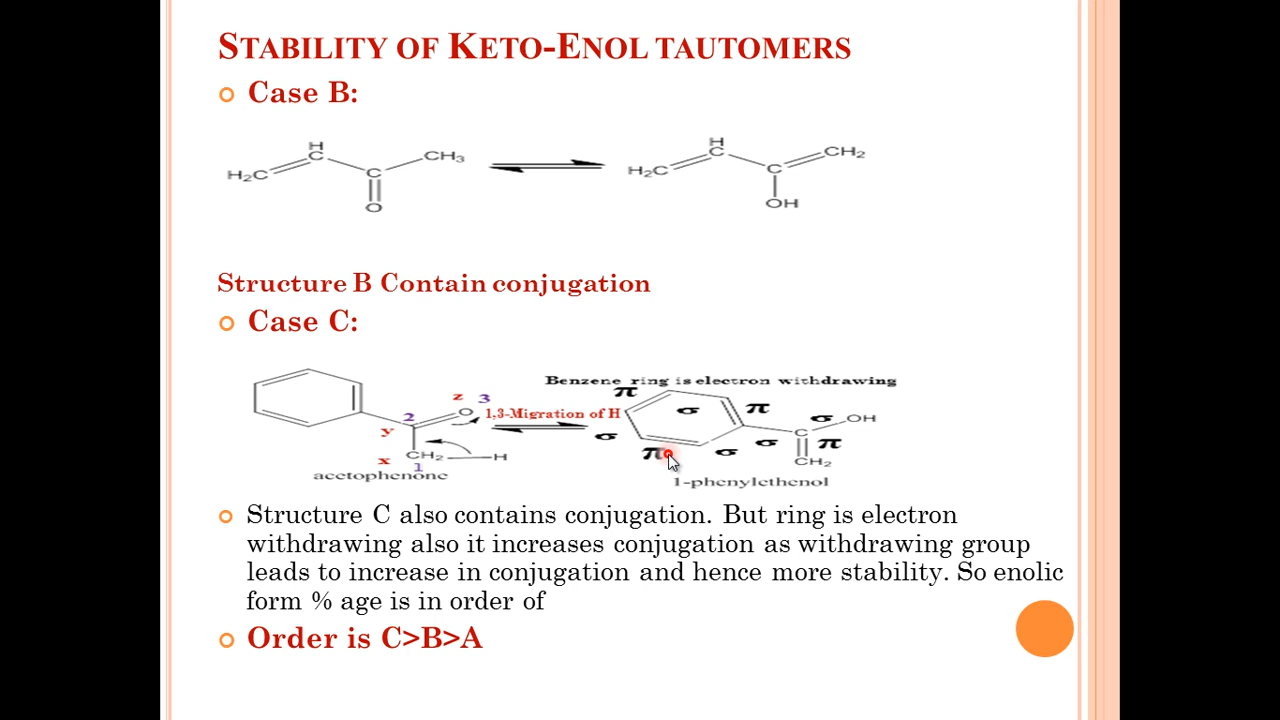 STABILITY OF KETO-ENOL TAUTOMERS
Case B:
H₂C H C C O CH₃ H₂C H C C OH CH₂
Structure B Contain conjugation
Case C:
Benzene ring is electron withdrawing
z 3 O 1,3-Migration of H π σ π σ OH
2 y σ C
x CH₂ H π σ σ π CH₂
1
acetophenone 1-phenylethenol
Structure C also contains conjugation. But ring is electron
withdrawing also it increases conjugation as withdrawing group
leads to increase in conjugation and hence more stability. So enolic
form % age is in order of
Order is C>B>A